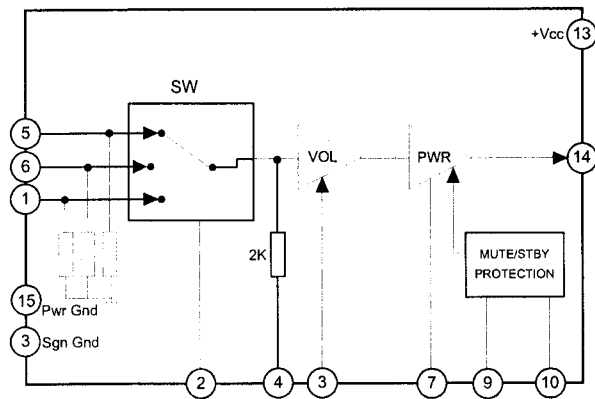 +Vcc 13
SW
5
6
1
VOL
PWR
14
2K
MUTE/STBY
PROTECTION
15 Pwr Gnd
3 Sgn Gnd
2 4 3 7 9 10